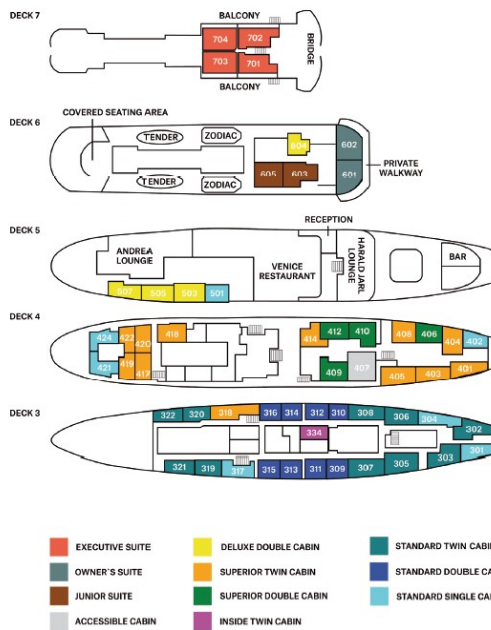 DECK 7
BALCONY
704 702
703 701
BRIDGE
BALCONY
DECK 6
COVERED SEATING AREA
TENDER ZODIAC
604 602
605 603 601
TENDER ZODIAC
PRIVATE
WALKWAY
DECK 5
RECEPTION
ANDREA
LOUNGE
VENICE
RESTAURANT
HARALD JARL
LOUNGE
BAR
507 505 503 501
DECK 4
424 422 420 418 414 412 410 408 406 404 402
421 419 417 409 407 405 403 401
DECK 3
322 320 318 316 314 312 310 308 306 304 302
334
321 319 317 315 313 311 309 307 305 303 301
EXECUTIVE SUITE
OWNER'S SUITE
JUNIOR SUITE
ACCESSIBLE CABIN
DELUXE DOUBLE CABIN
SUPERIOR TWIN CABIN
SUPERIOR DOUBLE CABIN
INSIDE TWIN CABIN
STANDARD TWIN CABI
STANDARD DOUBLE CA
STANDARD SINGLE CA